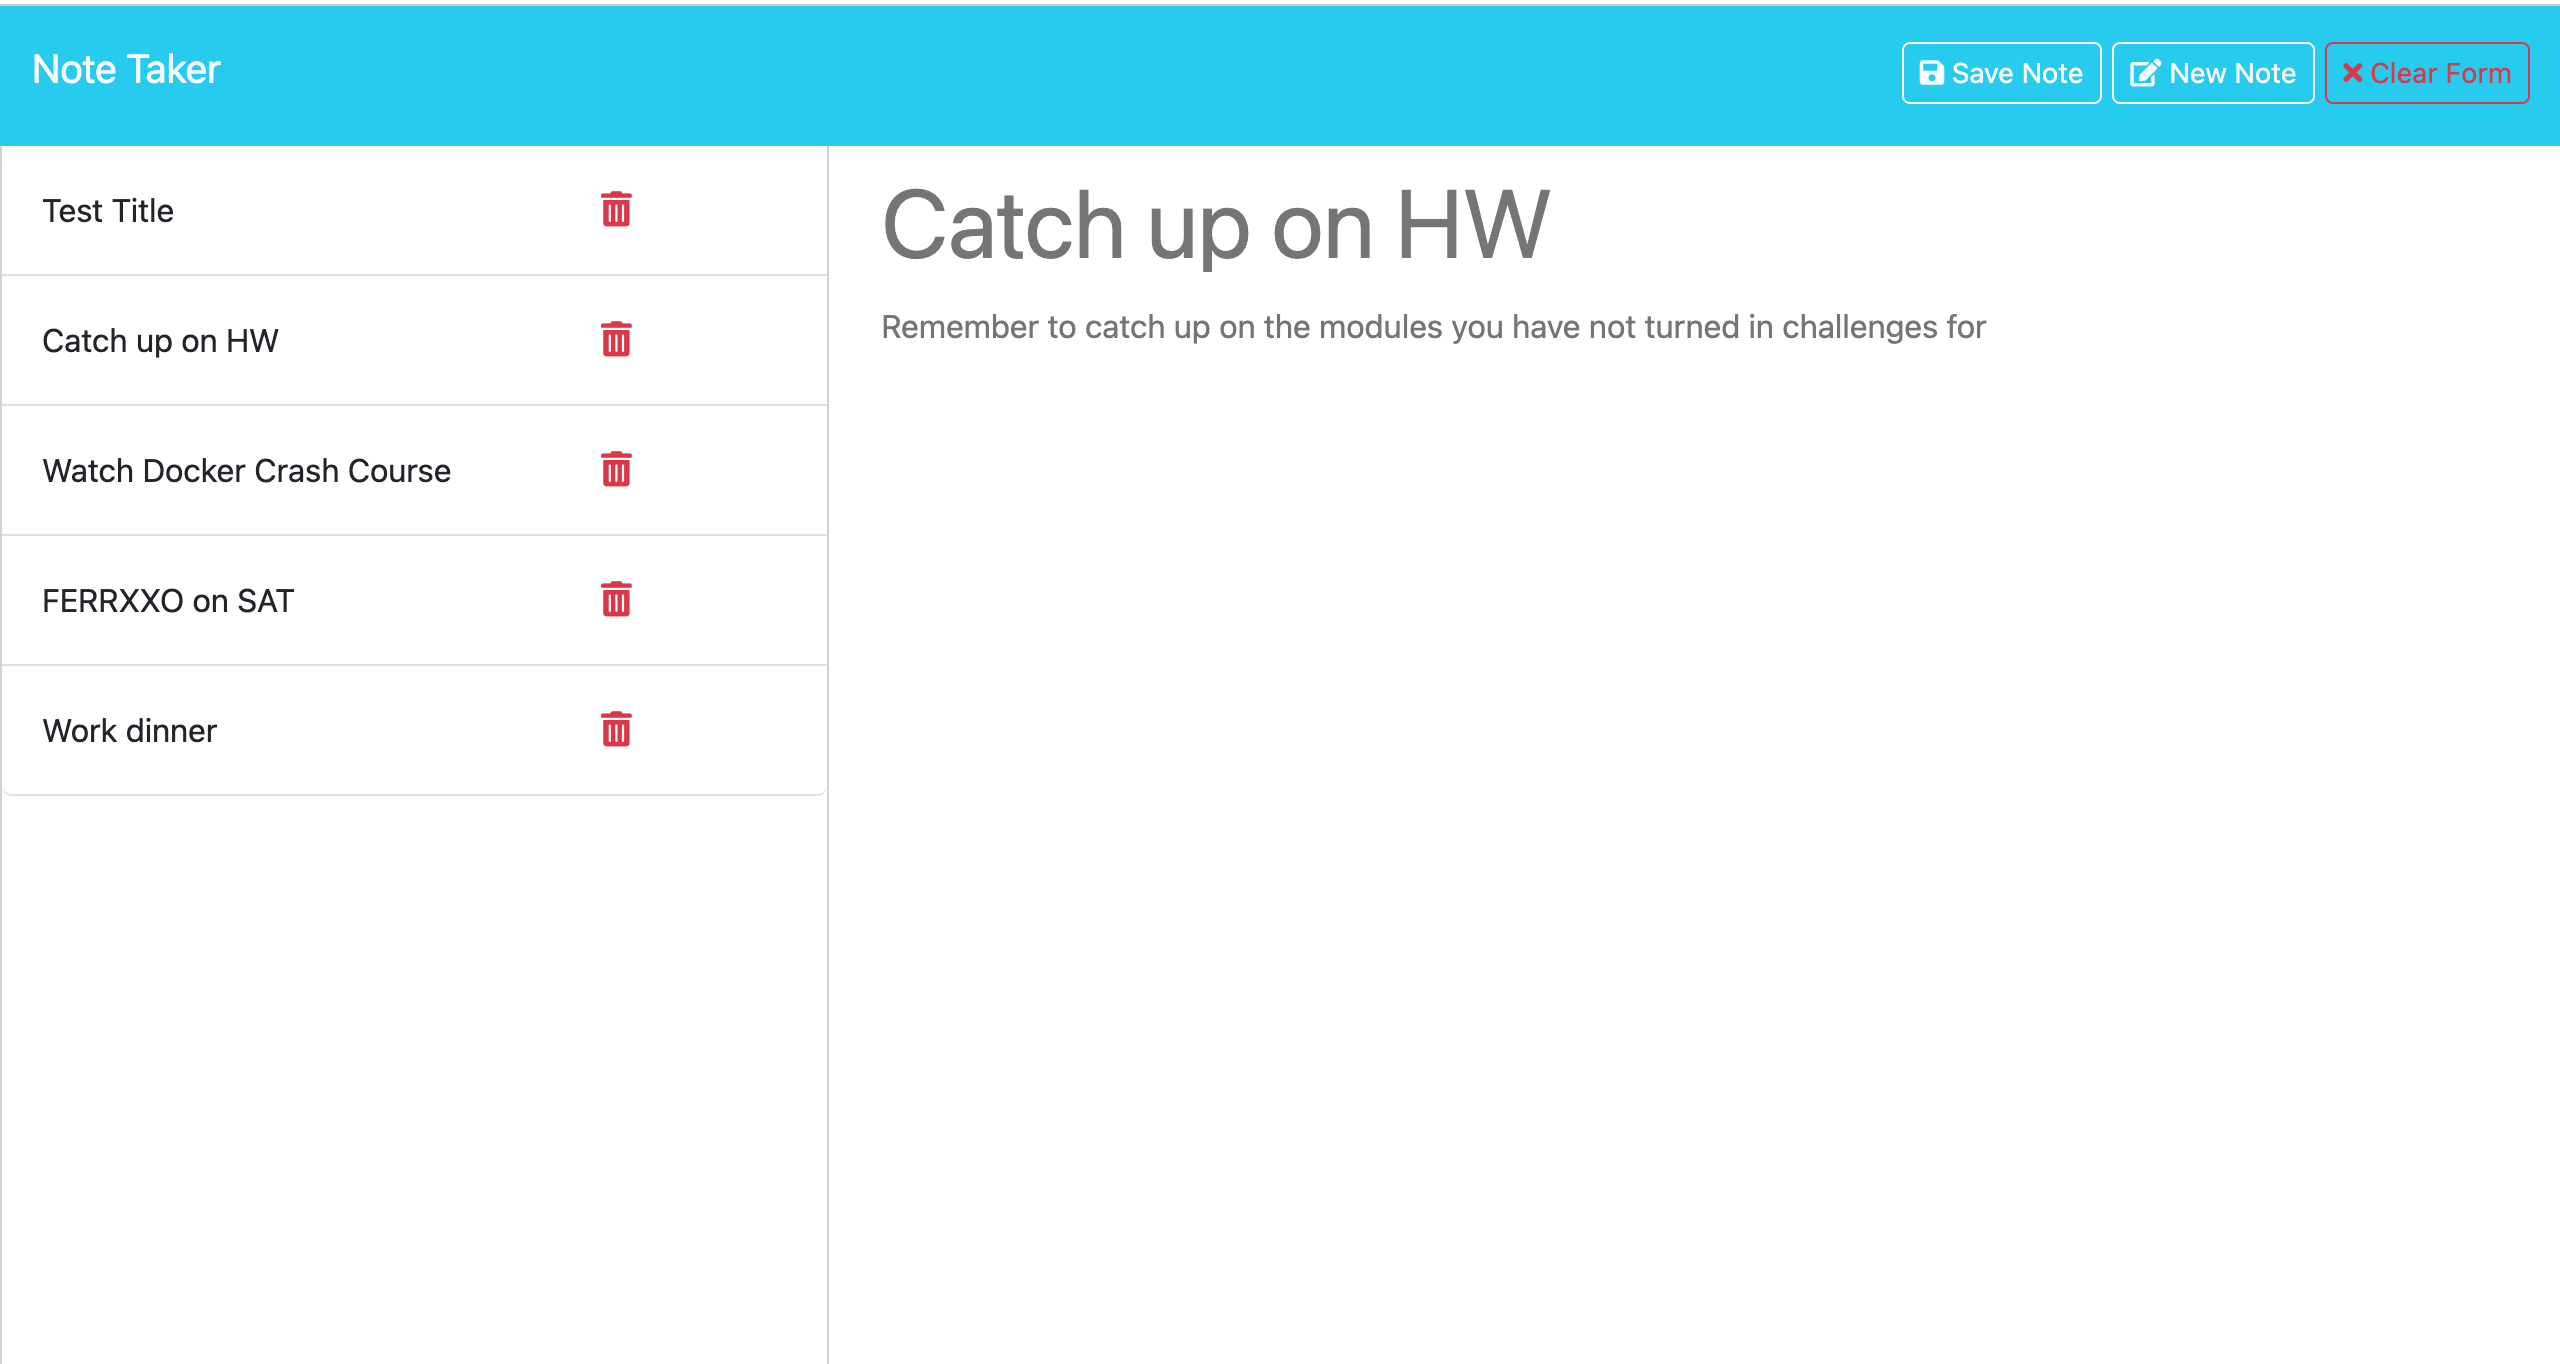 Note Taker
Save Note
New Note
Clear Form
Test Title
Catch up on HW
Watch Docker Crash Course
FERRXXO on SAT
Work dinner
Catch up on HW
Remember to catch up on the modules you have not turned in challenges for